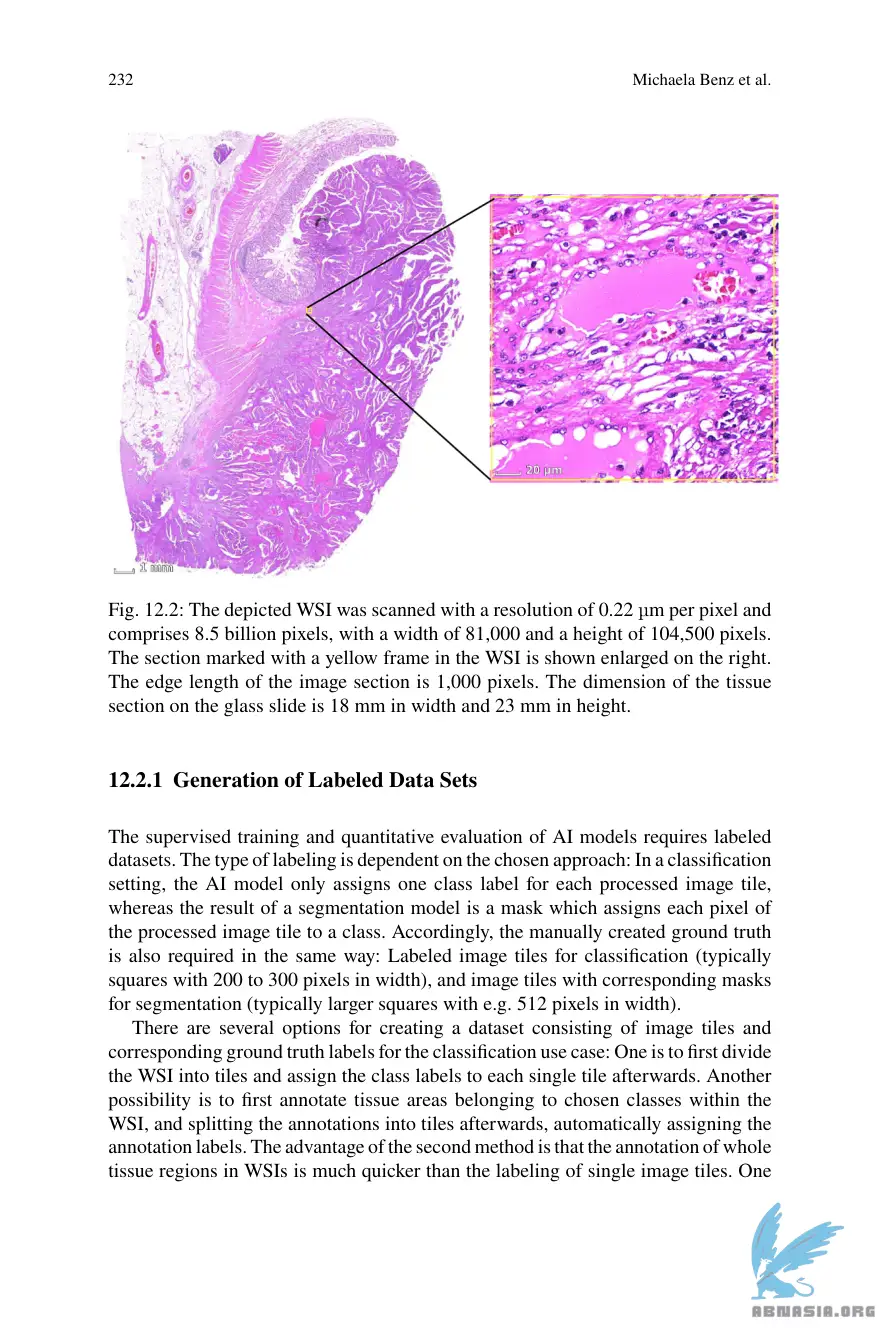 232
Michaela Benz et al.
20 µm
1 mm
Fig. 12.2: The depicted WSI was scanned with a resolution of 0.22 µm per pixel and
comprises 8.5 billion pixels, with a width of 81,000 and a height of 104,500 pixels.
The section marked with a yellow frame in the WSI is shown enlarged on the right.
The edge length of the image section is 1,000 pixels. The dimension of the tissue
section on the glass slide is 18 mm in width and 23 mm in height.
12.2.1 Generation of Labeled Data Sets
The supervised training and quantitative evaluation of AI models requires labeled
datasets. The type of labeling is dependent on the chosen approach: In a classification
setting, the AI model only assigns one class label for each processed image tile,
whereas the result of a segmentation model is a mask which assigns each pixel of
the processed image tile to a class. Accordingly, the manually created ground truth
is also required in the same way: Labeled image tiles for classification (typically
squares with 200 to 300 pixels in width), and image tiles with corresponding masks
for segmentation (typically larger squares with e.g. 512 pixels in width).
There are several options for creating a dataset consisting of image tiles and
corresponding ground truth labels for the classification use case: One is to first divide
the WSI into tiles and assign the class labels to each single tile afterwards. Another
possibility is to first annotate tissue areas belonging to chosen classes within the
WSI, and splitting the annotations into tiles afterwards, automatically assigning the
annotation labels. The advantage of the second method is that the annotation of whole
tissue regions in WSIs is much quicker than the labeling of single image tiles. One
ABNASIA.ORG